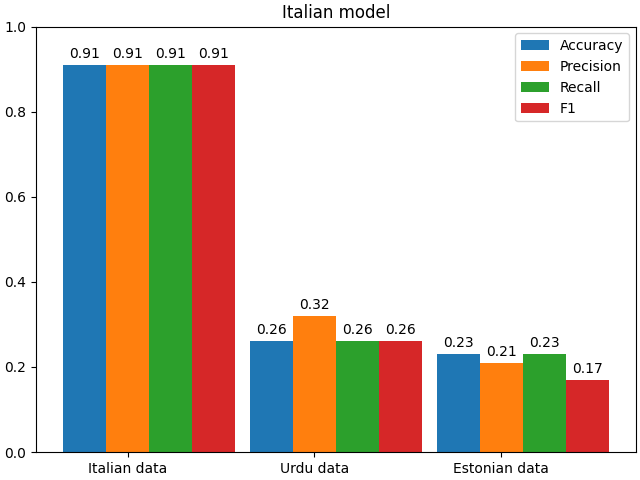 Italian model
1.0
0.8
0.6
0.4
0.2
0.0
0.91 0.91 0.91 0.91
0.26 0.32 0.26 0.26
0.23 0.21 0.23 0.17
Accuracy
Precision
Recall
F1
Italian data Urdu data Estonian data